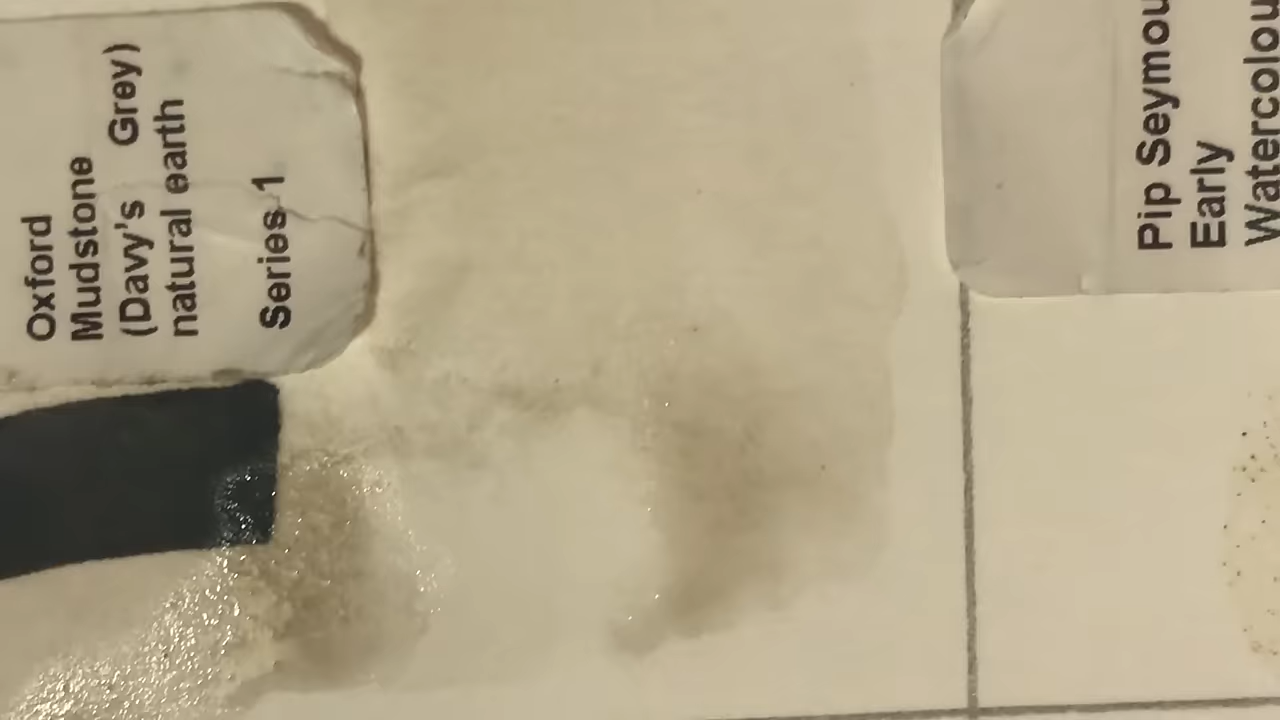 Oxford
Mudstone
(Davy's Grey)
natural earth
Series 1
Pip Seymou
Early
Watercolou